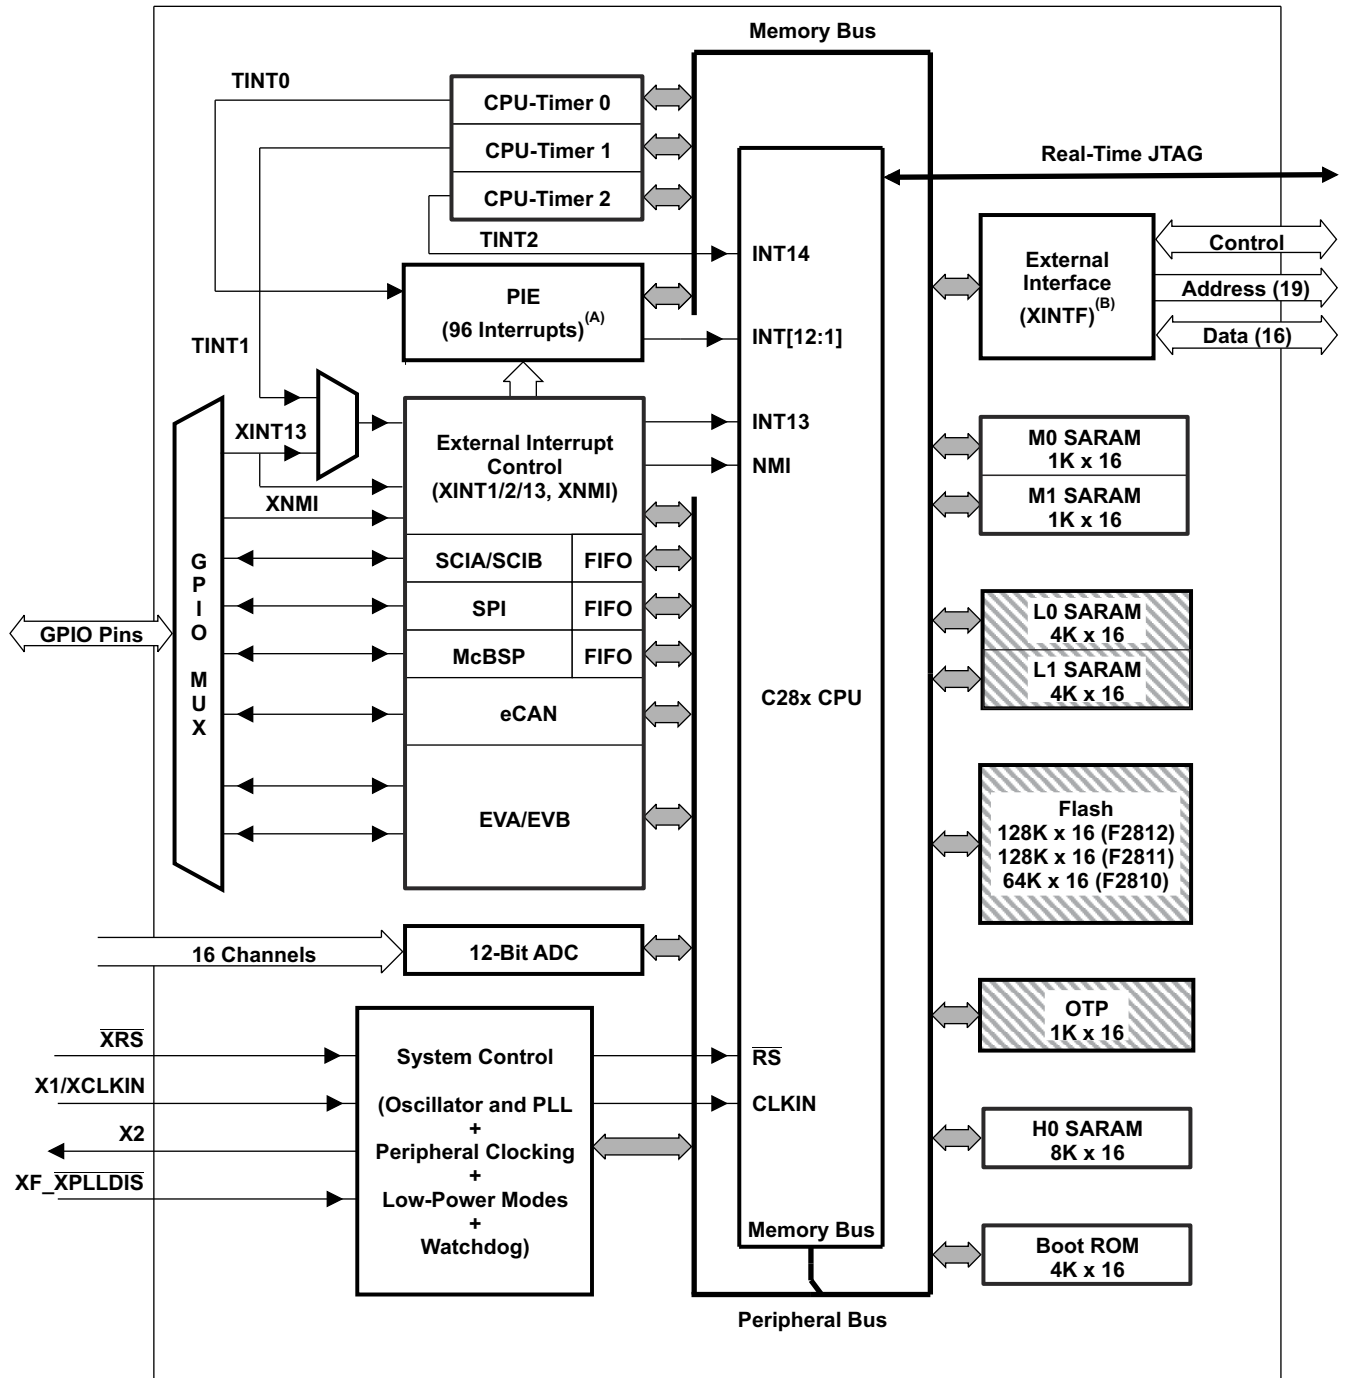 Memory Bus
TINT0
CPU-Timer 0
CPU-Timer 1
CPU-Timer 2
Real-Time JTAG
TINT2
INT14
External
Interface
(XINTF)(B)
Control
Address (19)
Data (16)
PIE
(96 Interrupts)(A)
INT[12:1]
TINT1
XINT13
External Interrupt
Control
(XINT1/2/13, XNMI)
INT13
NMI
XNMI
M0 SARAM
1K x 16
M1 SARAM
1K x 16
GPIO Pins
GPIO MUX
SCIA/SCIB
FIFO
SPI
FIFO
McBSP
FIFO
eCAN
EVA/EVB
C28x CPU
L0 SARAM
4K x 16
L1 SARAM
4K x 16
Flash
128K x 16 (F2812)
128K x 16 (F2811)
64K x 16 (F2810)
16 Channels
12-Bit ADC
OTP
1K x 16
XRS
X1/XCLKIN
X2
XF_XPLLDIS
System Control
(Oscillator and PLL
+
Peripheral Clocking
+
Low-Power Modes
+
Watchdog)
RS
CLKIN
H0 SARAM
8K x 16
Memory Bus
Boot ROM
4K x 16
Peripheral Bus